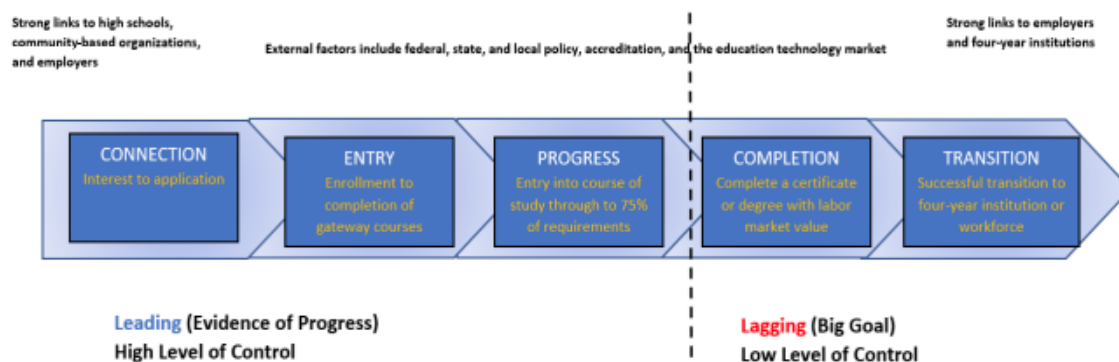 Strong links to high schools,
community-based organizations,
and employers
External factors include federal, state, and local policy, accreditation, and the education technology market
Strong links to employers
and four-year institutions
CONNECTION
Interest to application
ENTRY
Enrollment to
completion of
gateway courses
PROGRESS
Entry into course of
study through to 75%
of requirements
COMPLETION
Complete a certificate
or degree with labor
market value
TRANSITION
Successful transition to
four-year institution or
workforce
Leading (Evidence of Progress)
High Level of Control
Lagging (Big Goal)
Low Level of Control